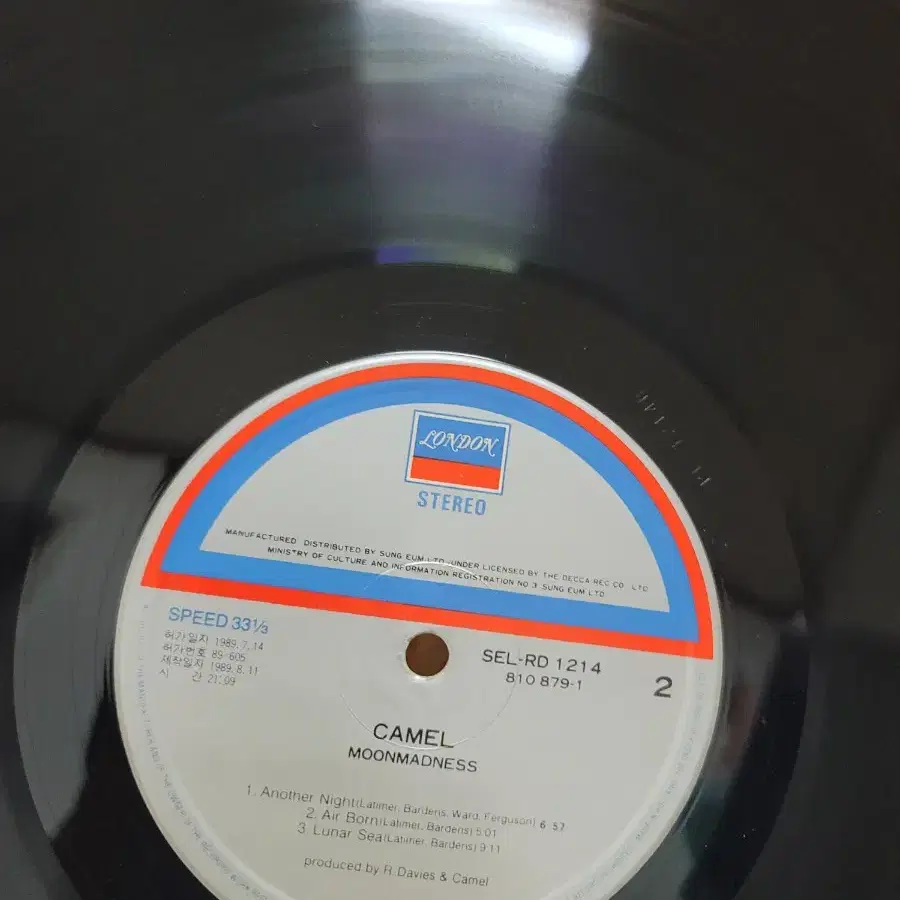 LONDON
STEREO
MANUFACTURED DISTRIBUTED BY SUNG EUM LTD. UNDER LICENSED BY THE DECCA REC CO. LTD
MINISTRY OF CULTURE AND INFORMATION REGISTRATION NO 3 SUNG EUM LTD
SPEED 33 1/3
허가일자 1989.7.14
허가번호 89-605
제작일자 1989.8.11
시 간 21:09
SEL-RD 1214
810 879-1
2
CAMEL
MOONMADNESS
1. Another Night(Latimer, Bardens, Ward, Ferguson) 6:57
2. Air Born(Latimer, Bardens) 5:01
3. Lunar Sea(Latimer, Bardens) 9:11
produced by R. Davies & Camel